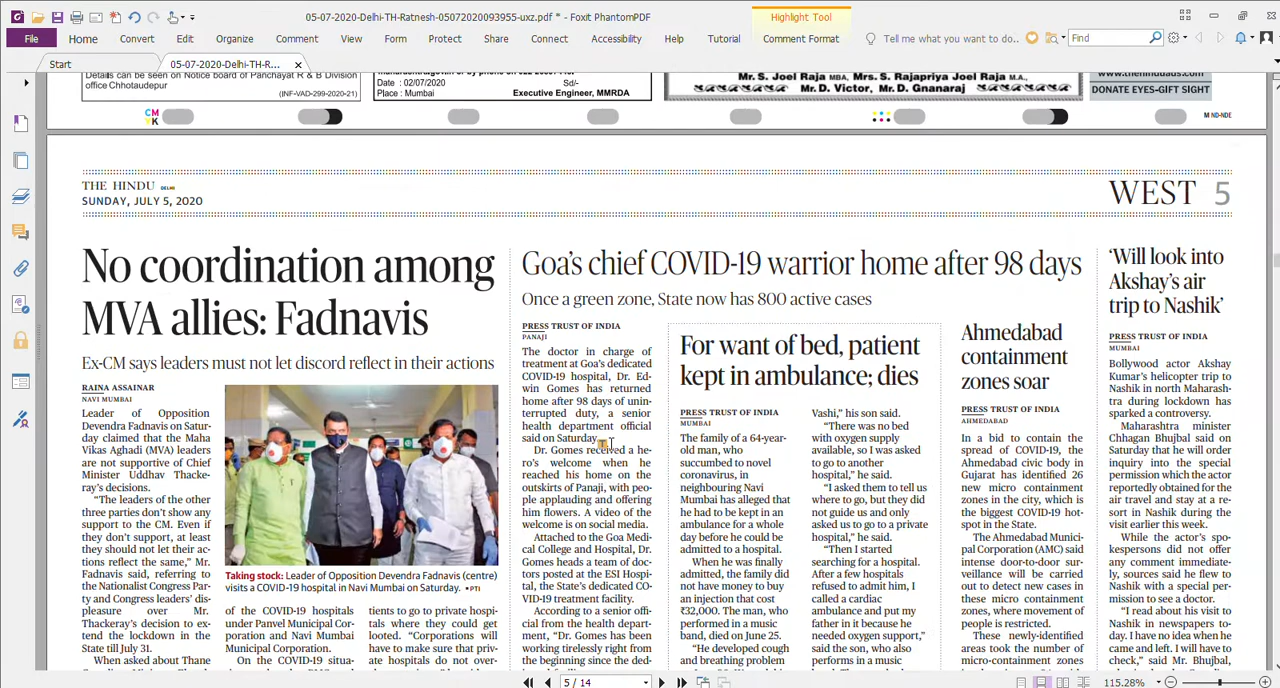 05-07-2020-Delhi-TH-Ratnesh-05072020093955-uxz.pdf * - Foxit PhantomPDF
Highlight Tool
File
Home
Convert
Edit
Organize
Comment
View
Form
Protect
Share
Connect
Accessibility
Help
Tutorial
Comment Format
Tell me what you want to do...
Find
Start
05-07-2020-Delhi-TH-R...
Details can be seen on Notice board of Panchayat R & B Division
office Chhotaudepur
(INF-VAD-299-2020-21)
Date : 02/07/2020
Sd/-
Place : Mumbai
Executive Engineer, MMRDA
Mr. S. Joel Raja MBA, Mrs. S. Rajapriya Joel Raja M.A.,
Mr. D. Victor, Mr. D. Gnanaraj
www.thehinduads.com
DONATE EYES-GIFT SIGHT
CM
YK
M ND-NDE
THE HINDU DELHI
SUNDAY, JULY 5, 2020
WEST 5
No coordination among
MVA allies: Fadnavis
Ex-CM says leaders must not let discord reflect in their actions
RAINA ASSAINAR
NAVI MUMBAI
Leader of Opposition
Devendra Fadnavis on Satur-
day claimed that the Maha
Vikas Aghadi (MVA) leaders
are not supportive of Chief
Minister Uddhav Thacke-
ray's decisions.
"The leaders of the other
three parties don't show any
support to the CM. Even if
they don't support, at least
they should not let their ac-
tions reflect the same," Mr.
Fadnavis said, referring to
the Nationalist Congress Par-
ty and Congress leaders' dis-
pleasure over Mr.
Thackeray's decision to ex-
tend the lockdown in the
State till July 31.
When asked about Thane
Taking stock: Leader of Opposition Devendra Fadnavis (centre)
visits a COVID-19 hospital in Navi Mumbai on Saturday. ▪PTI
of the COVID-19 hospitals
under Panvel Municipal Cor-
poration and Navi Mumbai
Municipal Corporation.
On the COVID-19 situa-
tients to go to private hospi-
tals where they could get
looted. "Corporations will
have to make sure that priv-
ate hospitals do not over-
Goa's chief COVID-19 warrior home after 98 days
Once a green zone, State now has 800 active cases
PRESS TRUST OF INDIA
PANAJI
The doctor in charge of
treatment at Goa's dedicated
COVID-19 hospital, Dr. Ed-
win Gomes has returned
home after 98 days of unin-
terrupted duty, a senior
health department official
said on Saturday.
Dr. Gomes received a he-
ro's welcome when he
reached his home on the
outskirts of Panaji, with peo-
ple applauding and offering
him flowers. A video of the
welcome is on social media.
Attached to the Goa Med-
ical College and Hospital, Dr.
Gomes heads a team of doc-
tors posted at the ESI Hospi-
tal, the State's dedicated CO-
VID-19 treatment facility.
According to a senior offi-
cial from the health depart-
ment, "Dr. Gomes has been
working tirelessly right from
the beginning since the ded-
For want of bed, patient
kept in ambulance; dies
PRESS TRUST OF INDIA
MUMBAI
The family of a 64-year-
old man, who
succumbed to novel
coronavirus, in
neighbouring Navi
Mumbai has alleged that
he had to be kept in an
ambulance for a whole
day before he could be
admitted to a hospital.
When he was finally
admitted, the family did
not have money to buy
an injection that cost
₹32,000. The man, who
performed in a music
band, died on June 25.
"He developed cough
and breathing problem
Vashi," his son said.
"There was no bed
with oxygen supply
available, so I was asked
to go to another
hospital," he said.
"I asked them to tell us
where to go, but they did
not guide us and only
asked us to go to a private
hospital," he said.
"Then I started
searching for a hospital.
After a few hospitals
refused to admit him, I
called a cardiac
ambulance and put my
father in it because he
needed oxygen support,"
said the son, who also
performs in a music
Ahmedabad
containment
zones soar
PRESS TRUST OF INDIA
AHMEDABAD
In a bid to contain the
spread of COVID-19, the
Ahmedabad civic body in
Gujarat has identified 26
new micro containment
zones in the city, which is
the biggest COVID-19 hot-
spot in the State.
The Ahmedabad Munici-
pal Corporation (AMC) said
intense door-to-door sur-
veillance will be carried
out to detect new cases in
these micro containment
zones, where movement of
people is restricted.
These newly-identified
areas took the number of
micro-containment zones
'Will look into
Akshay's air
trip to Nashik'
PRESS TRUST OF INDIA
MUMBAI
Bollywood actor Akshay
Kumar's helicopter trip to
Nashik in north Maharash-
tra during lockdown has
sparked a controversy.
Maharashtra minister
Chhagan Bhujbal said on
Saturday that he will order
inquiry into the special
permission which the actor
reportedly obtained for the
air travel and stay at a re-
sort in Nashik during the
visit earlier this week.
While the actor's spo-
kespersons did not offer
any comment immediate-
ly, sources said he flew to
Nashik with a special per-
mission to see a doctor.
"I read about his visit to
Nashik in newspapers to-
day. I have no idea when he
came and left. I will have to
check," said Mr. Bhujbal,
5 / 14
115.28%